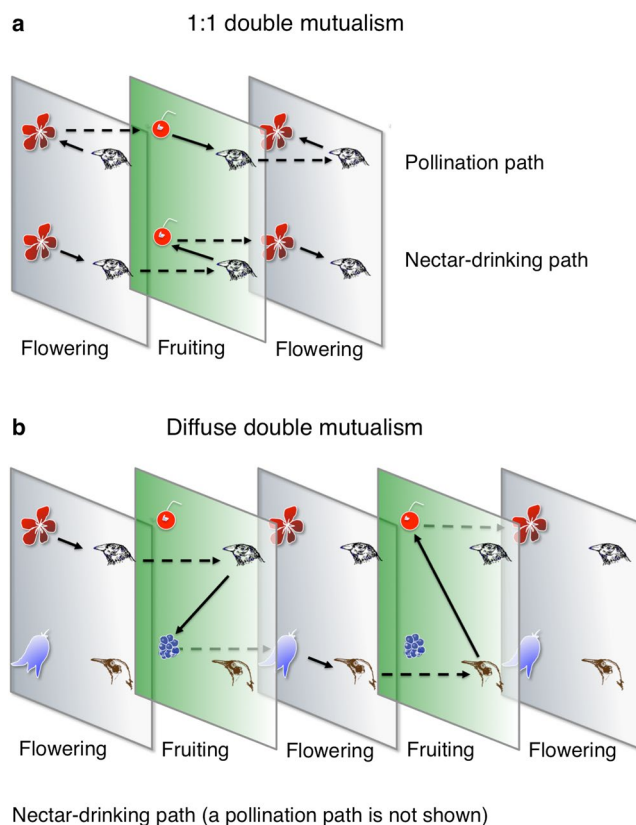 a
1:1 double mutualism
Pollination path
Nectar-drinking path
Flowering
Fruiting
Flowering
b
Diffuse double mutualism
Flowering
Fruiting
Flowering
Fruiting
Flowering
Nectar-drinking path (a pollination path is not shown)